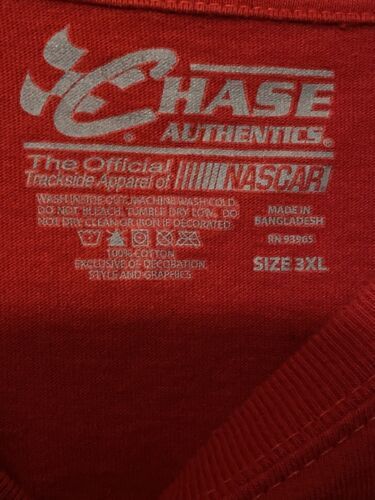 CHASE
AUTHENTICS®
The Official
Trackside Apparel of NASCAR
WASH INSIDE OUT. MACHINE WASH COLD.
DO NOT BLEACH. TUMBLE DRY LOW. DO
NOT DRY CLEAN OR IRON IF DECORATED.
100% COTTON
EXCLUSIVE OF DECORATION,
STYLE AND GRAPHICS
MADE IN
BANGLADESH
RN 93965
SIZE 3XL